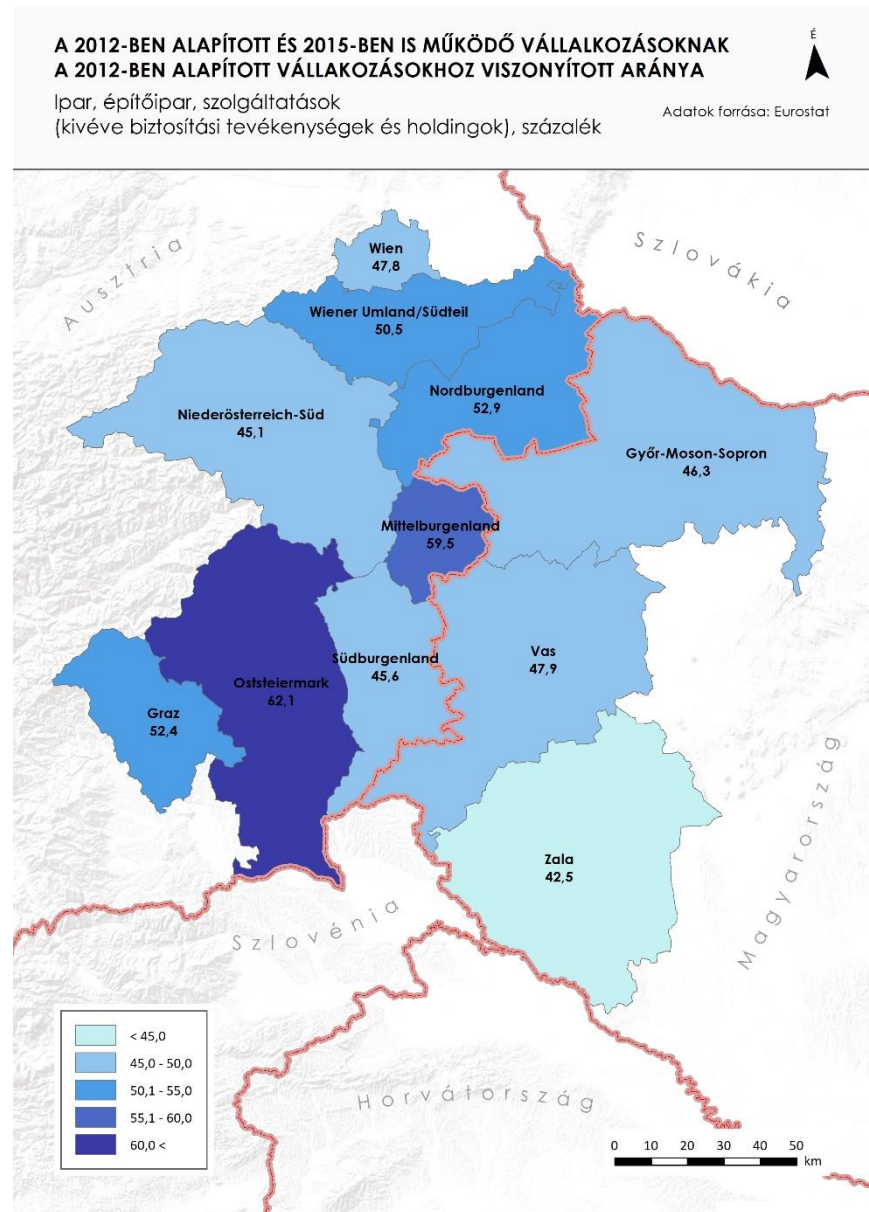 A 2012-BEN ALAPÍTOTT ÉS 2015-BEN IS MŰKÖDŐ VÁLLALKOZÁSOKNAK
A 2012-BEN ALAPÍTOTT VÁLLAKOZÁSOKHOZ VISZONYÍTOTT ARÁNYA
Ipar, építőipar, szolgáltatások
(kivéve biztosítási tevékenységek és holdingok), százalék
É
Adatok forrása: Eurostat
Ausztria
Szlovákia
Wien
47,8
Wiener Umland/Südteil
50,5
Nordburgenland
52,9
Niederösterreich-Süd
45,1
Győr-Moson-Sopron
46,3
Mittelburgenland
59,5
Vas
47,9
Südburgenland
45,6
Oststeiermark
62,1
Graz
52,4
Zala
42,5
Magyarország
Szlovénia
Horvátország
< 45,0
45,0 - 50,0
50,1 - 55,0
55,1 - 60,0
60,0 <
0 10 20 30 40 50
km